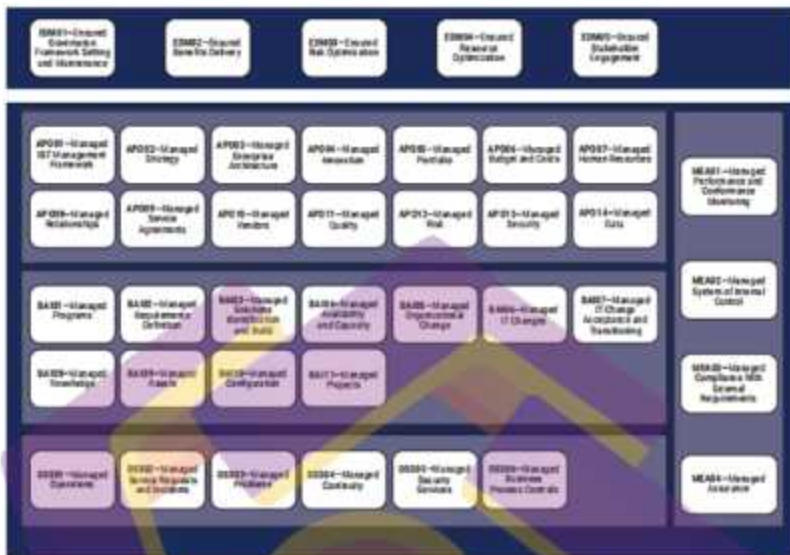 EDM01—Ensured
Governance
Framework Setting
and Maintenance
EDM02—Ensured
Benefits Delivery
EDM03—Ensured
Risk Optimization
EDM04—Ensured
Resource
Optimization
EDM05—Ensured
Stakeholder
Engagement
APO01—Managed
I&T Management
Framework
APO02—Managed
Strategy
APO03—Managed
Enterprise
Architecture
APO04—Managed
Innovation
APO05—Managed
Portfolio
APO06—Managed
Budget and Costs
APO07—Managed
Human Resources
APO08—Managed
Relationships
APO09—Managed
Service
Agreements
APO10—Managed
Vendors
APO11—Managed
Quality
APO12—Managed
Risk
APO13—Managed
Security
APO14—Managed
Data
BAI01—Managed
Programs
BAI02—Managed
Requirements
Definition
BAI03—Managed
Solutions
Identification
and Build
BAI04—Managed
Availability
and Capacity
BAI05—Managed
Organizational
Change
BAI06—Managed
IT Changes
BAI07—Managed
IT Change
Acceptance and
Transitioning
BAI08—Managed
Knowledge
BAI09—Managed
Assets
BAI10—Managed
Configuration
BAI11—Managed
Projects
DSS01—Managed
Operations
DSS02—Managed
Service Requests
and Incidents
DSS03—Managed
Problems
DSS04—Managed
Continuity
DSS05—Managed
Security
Services
DSS06—Managed
Business
Process Controls
MEA01—Managed
Performance and
Conformance
Monitoring
MEA02—Managed
System of Internal
Control
MEA03—Managed
Compliance With
External
Requirements
MEA04—Managed
Assurance